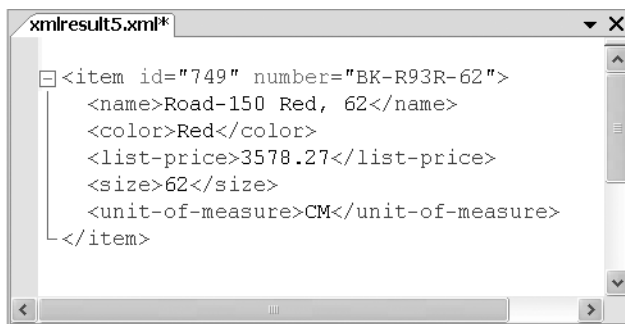 xmlresult5.xml*
<item id="749" number="BK-R93R-62">
<name>Road-150 Red, 62</name>
<color>Red</color>
<list-price>3578.27</list-price>
<size>62</size>
<unit-of-measure>CM</unit-of-measure>
</item>